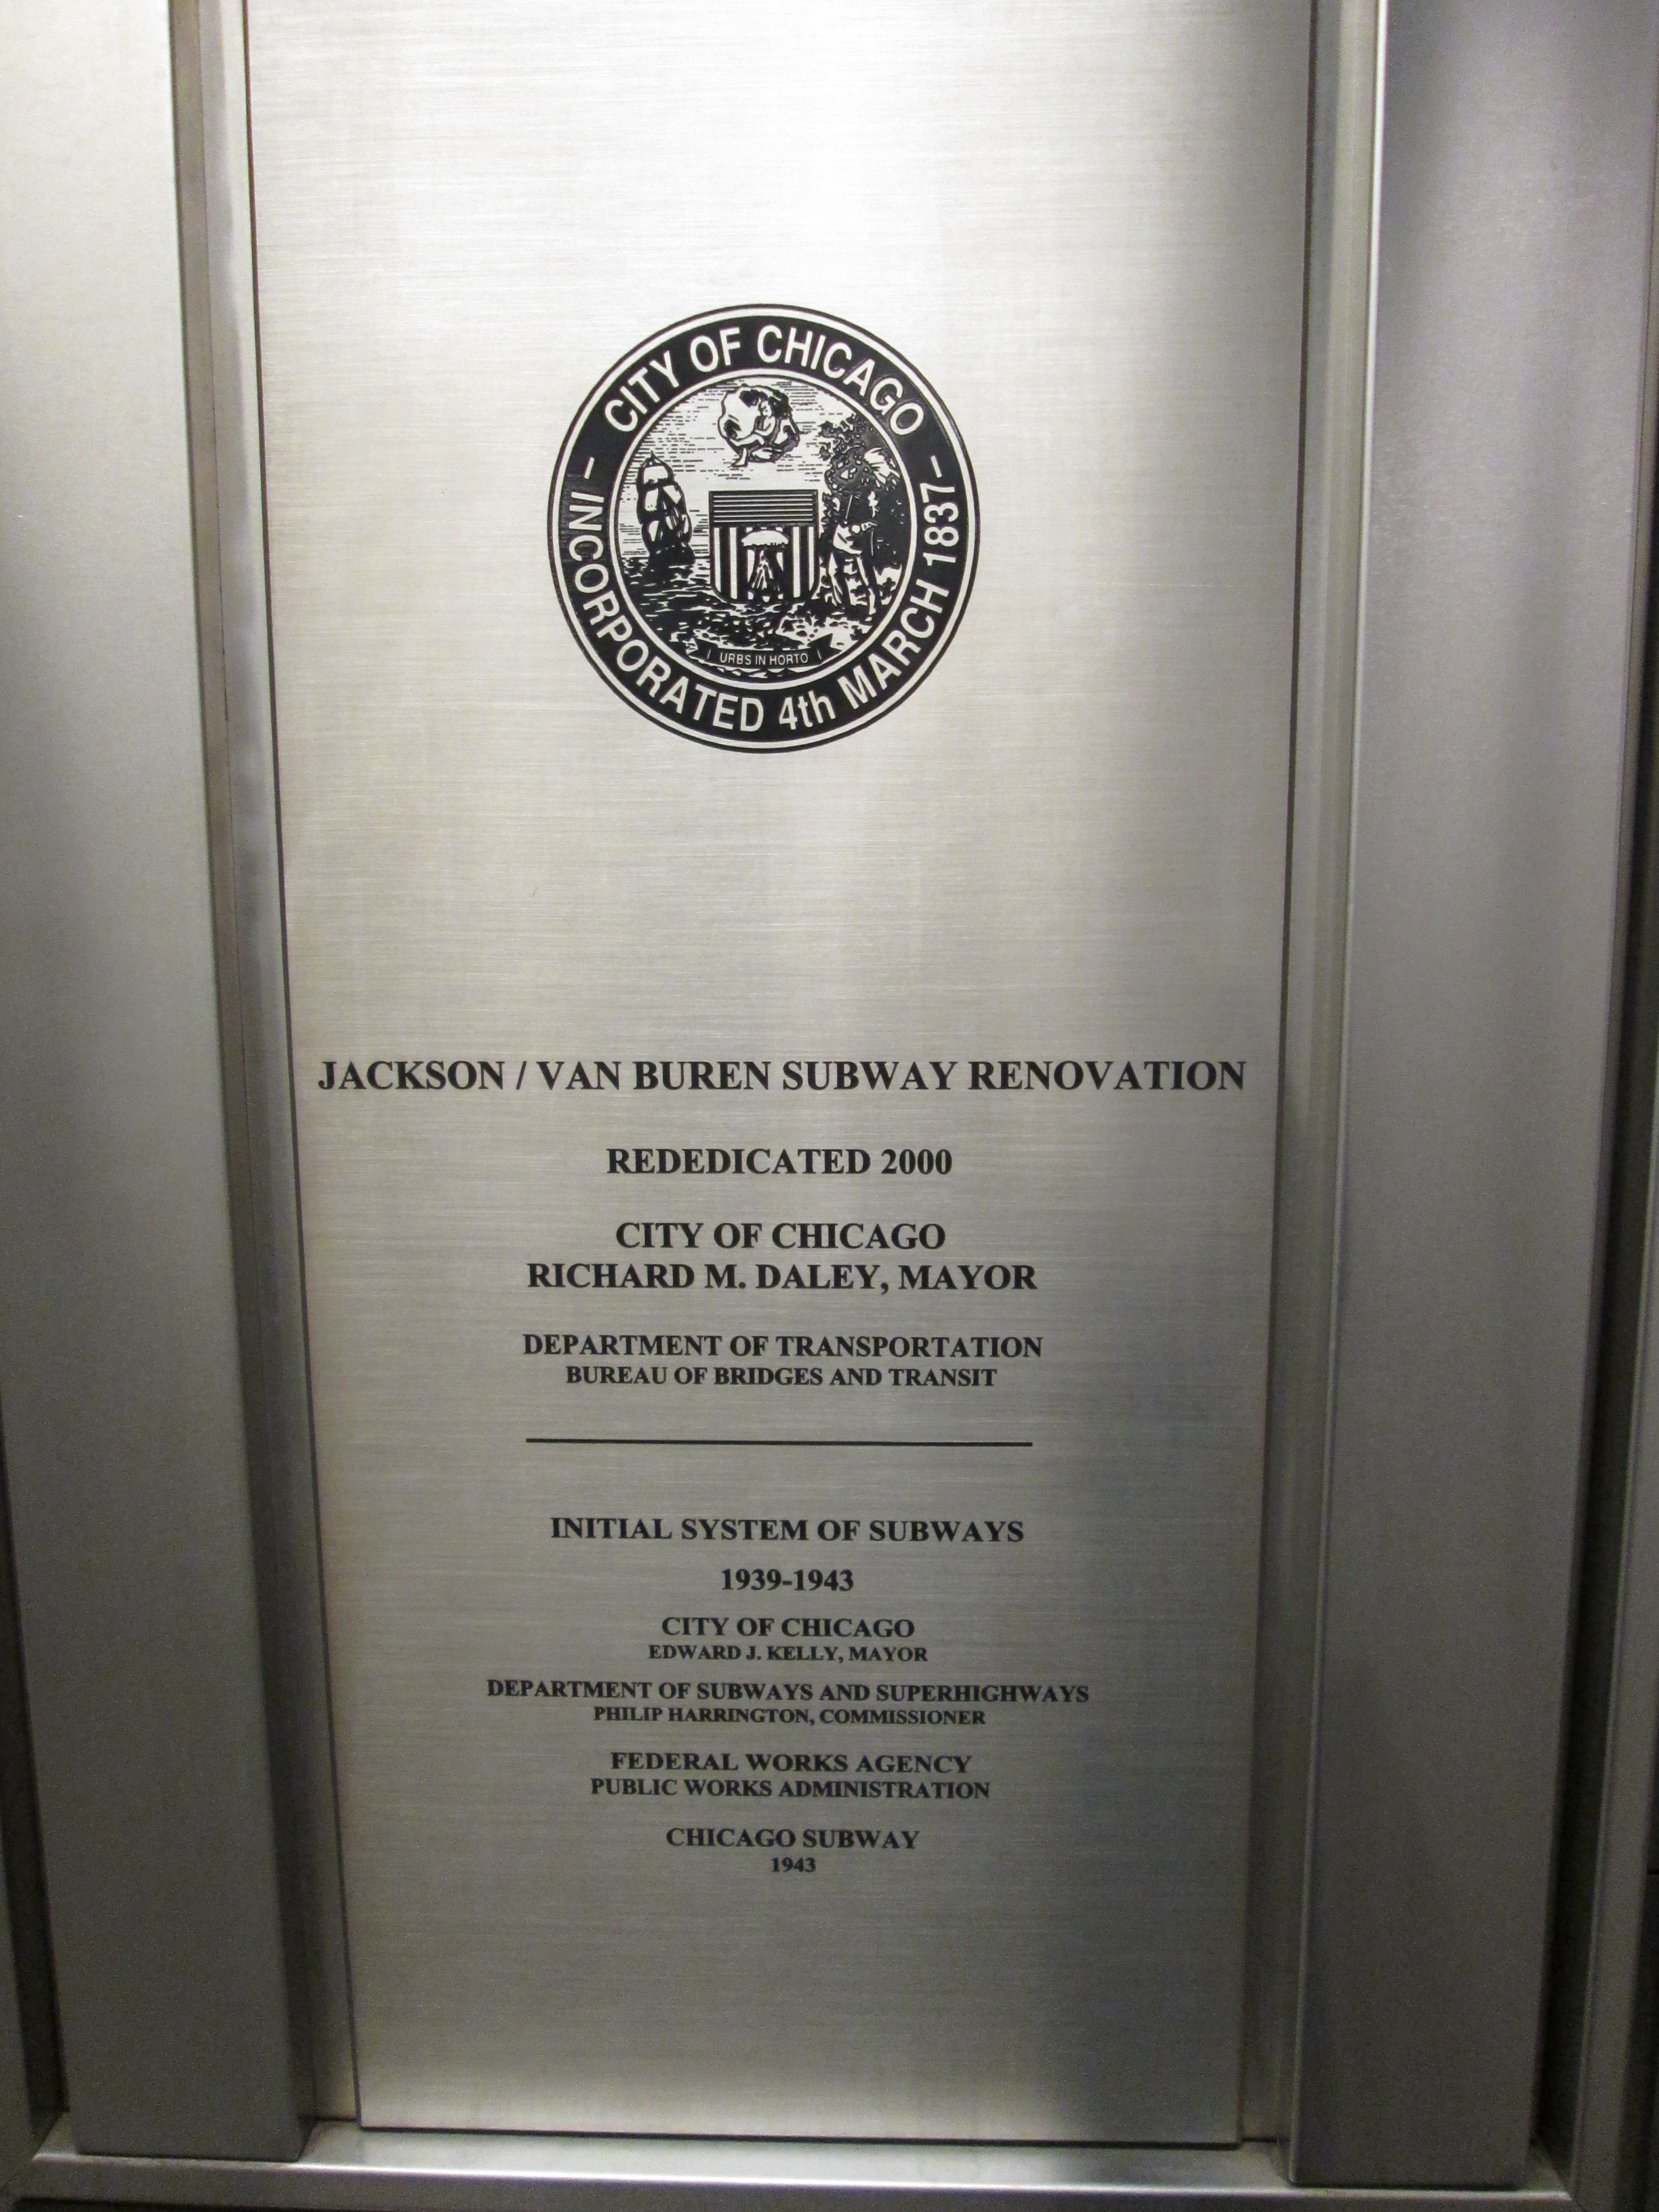 CITY OF CHICAGO
INCORPORATED 4th MARCH 1837
URBS IN HORTO
JACKSON / VAN BUREN SUBWAY RENOVATION
REDEDICATED 2000
CITY OF CHICAGO
RICHARD M. DALEY, MAYOR
DEPARTMENT OF TRANSPORTATION
BUREAU OF BRIDGES AND TRANSIT
INITIAL SYSTEM OF SUBWAYS
1939-1943
CITY OF CHICAGO
EDWARD J. KELLY, MAYOR
DEPARTMENT OF SUBWAYS AND SUPERHIGHWAYS
PHILIP HARRINGTON, COMMISSIONER
FEDERAL WORKS AGENCY
PUBLIC WORKS ADMINISTRATION
CHICAGO SUBWAY
1943